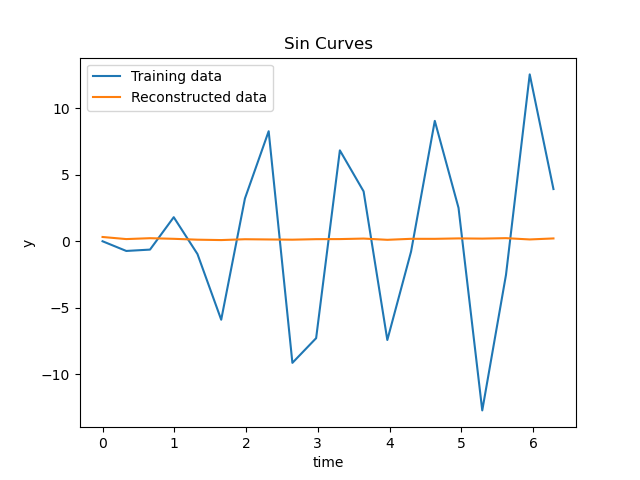 Sin Curves
Training data
Reconstructed data
10
5
0
−5
−10
y
0 1 2 3 4 5 6
time